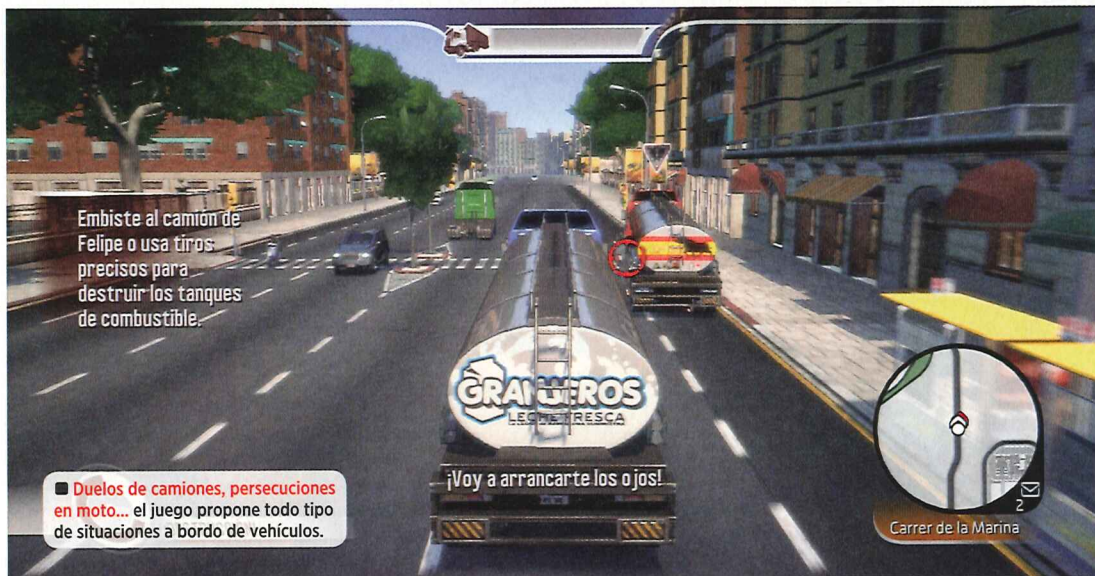 Embiste al camión de
Felipe o usa tiros
precisos para
destruir los tanques
de combustible.
GRANJEROS
LECHE FRESCA
¡Voy a arrancarte los ojos!
2
Carrer de la Marina
■ Duelos de camiones, persecuciones
en moto... el juego propone todo tipo
de situaciones a bordo de vehículos.